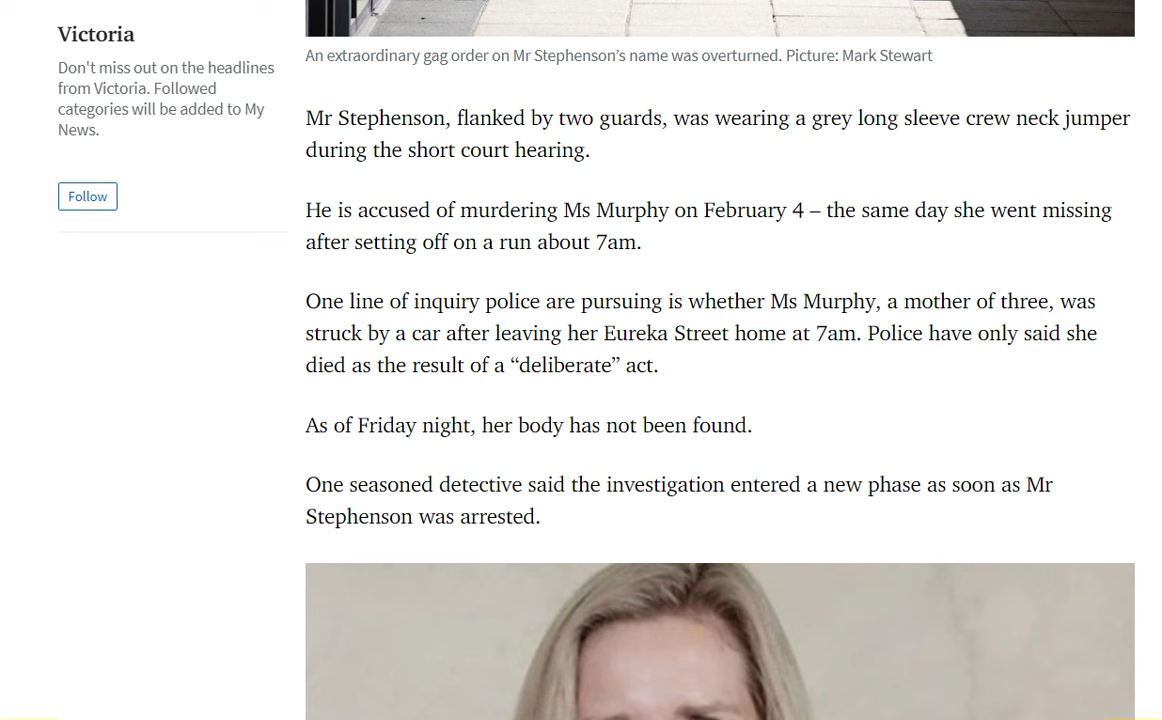 Victoria
Don't miss out on the headlines
from Victoria. Followed
categories will be added to My
News.
Follow
An extraordinary gag order on Mr Stephenson’s name was overturned. Picture: Mark Stewart
Mr Stephenson, flanked by two guards, was wearing a grey long sleeve crew neck jumper
during the short court hearing.
He is accused of murdering Ms Murphy on February 4 – the same day she went missing
after setting off on a run about 7am.
One line of inquiry police are pursuing is whether Ms Murphy, a mother of three, was
struck by a car after leaving her Eureka Street home at 7am. Police have only said she
died as the result of a “deliberate” act.
As of Friday night, her body has not been found.
One seasoned detective said the investigation entered a new phase as soon as Mr
Stephenson was arrested.